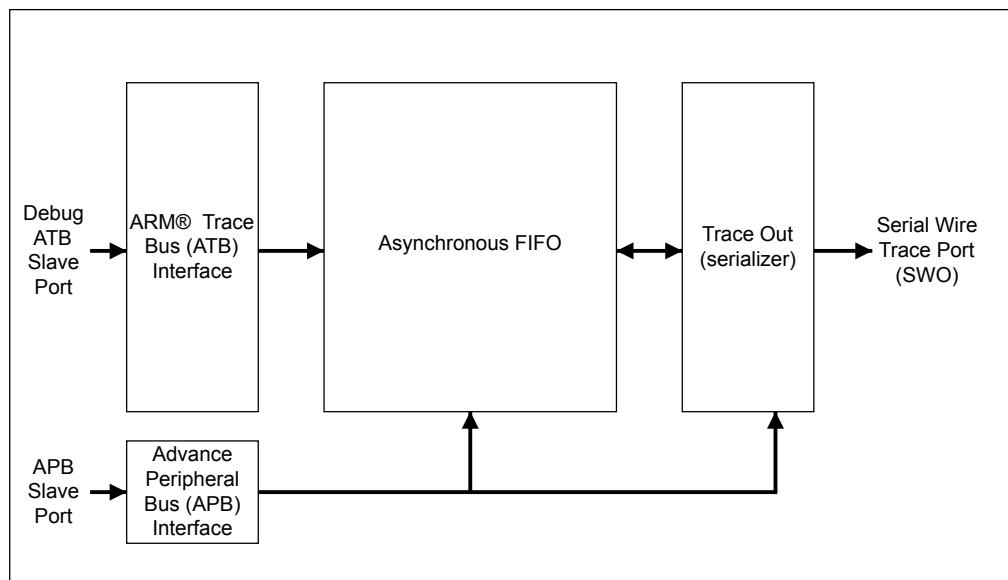 Debug
ATB
Slave
Port
ARM® Trace
Bus (ATB)
Interface
Asynchronous FIFO
Trace Out
(serializer)
Serial Wire
Trace Port
(SWO)
APB
Slave
Port
Advance
Peripheral
Bus (APB)
Interface